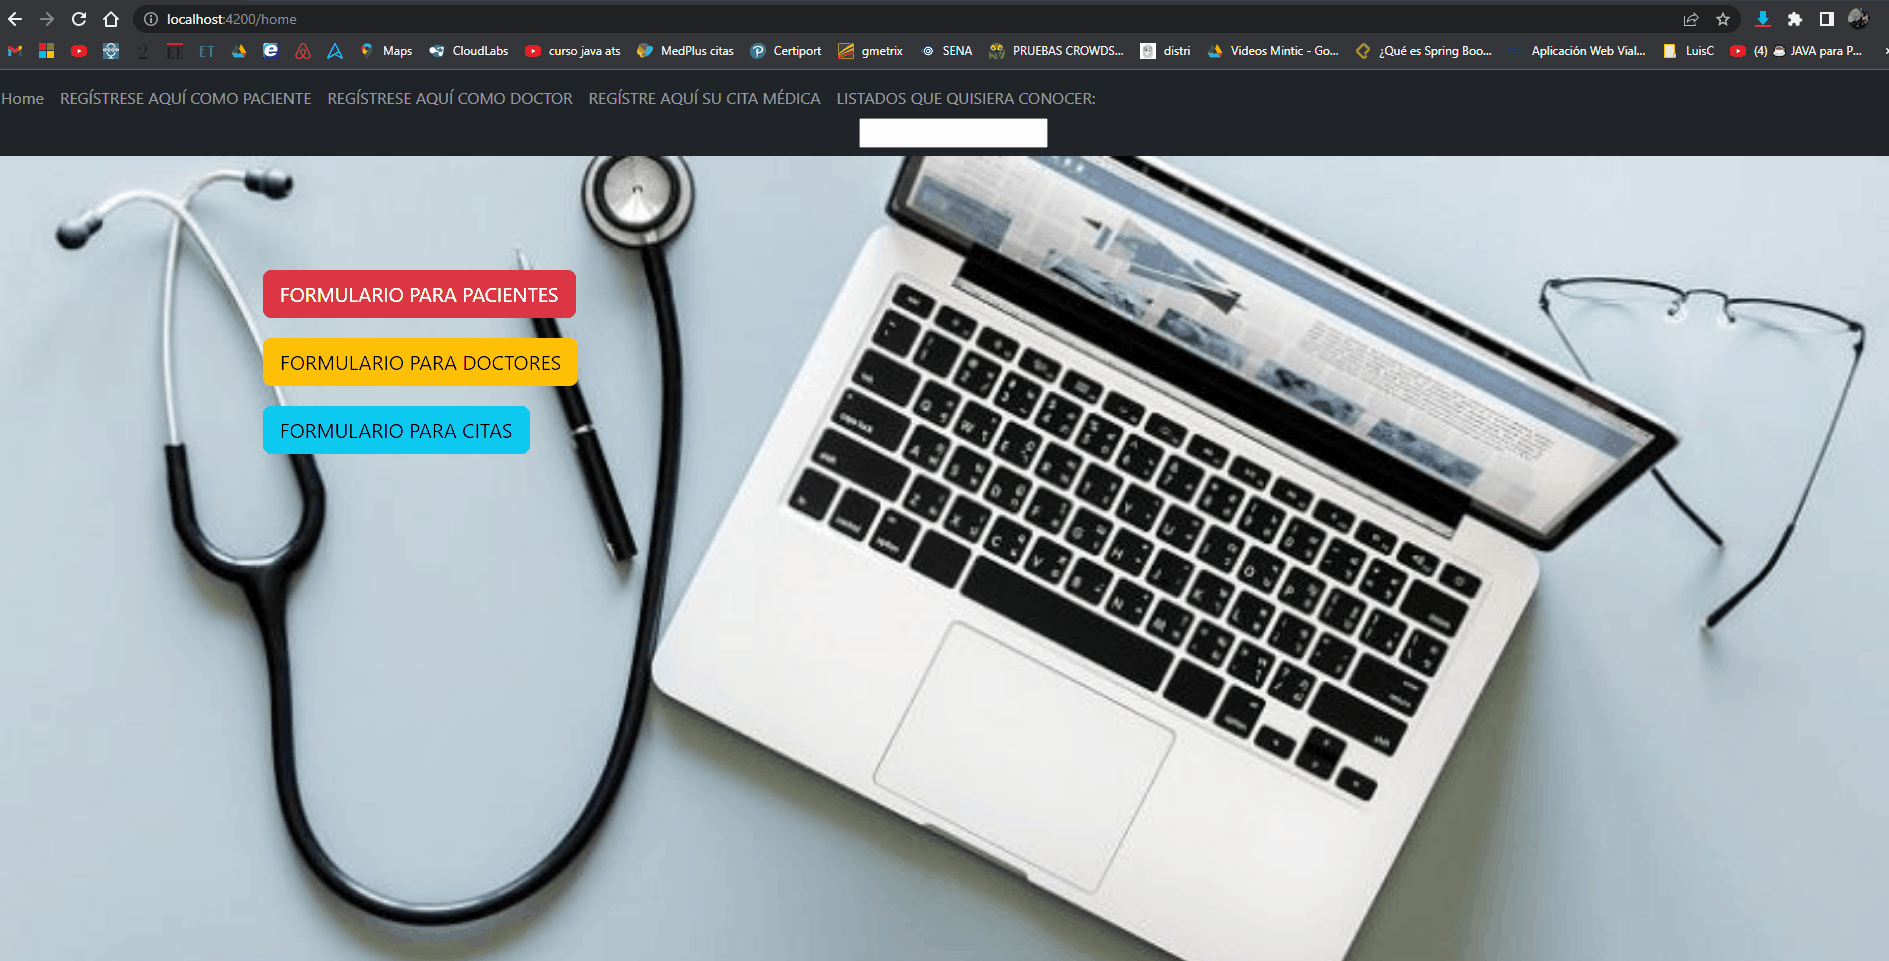 localhost:4200/home
Maps
CloudLabs
curso java ats
MedPlus citas
Certiport
gmetrix
SENA
PRUEBAS CROWDS...
distri
Videos Mintic - Go...
¿Qué es Spring Boo...
Aplicación Web Vial...
LuisC
(4) ☕ JAVA para P...
Home
REGÍSTRESE AQUÍ COMO PACIENTE
REGÍSTRESE AQUÍ COMO DOCTOR
REGÍSTRE AQUÍ SU CITA MÉDICA
LISTADOS QUE QUISIERA CONOCER:
FORMULARIO PARA PACIENTES
FORMULARIO PARA DOCTORES
FORMULARIO PARA CITAS